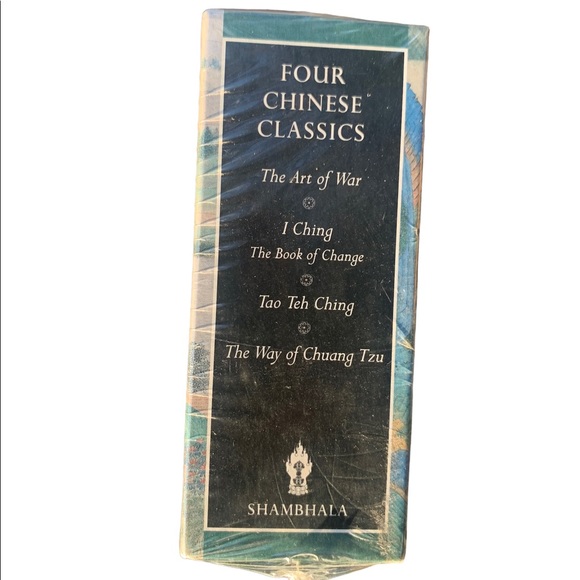 FOUR
CHINESE
CLASSICS
The Art of War
I Ching
The Book of Change
Tao Teh Ching
The Way of Chuang Tzu
SHAMBHALA